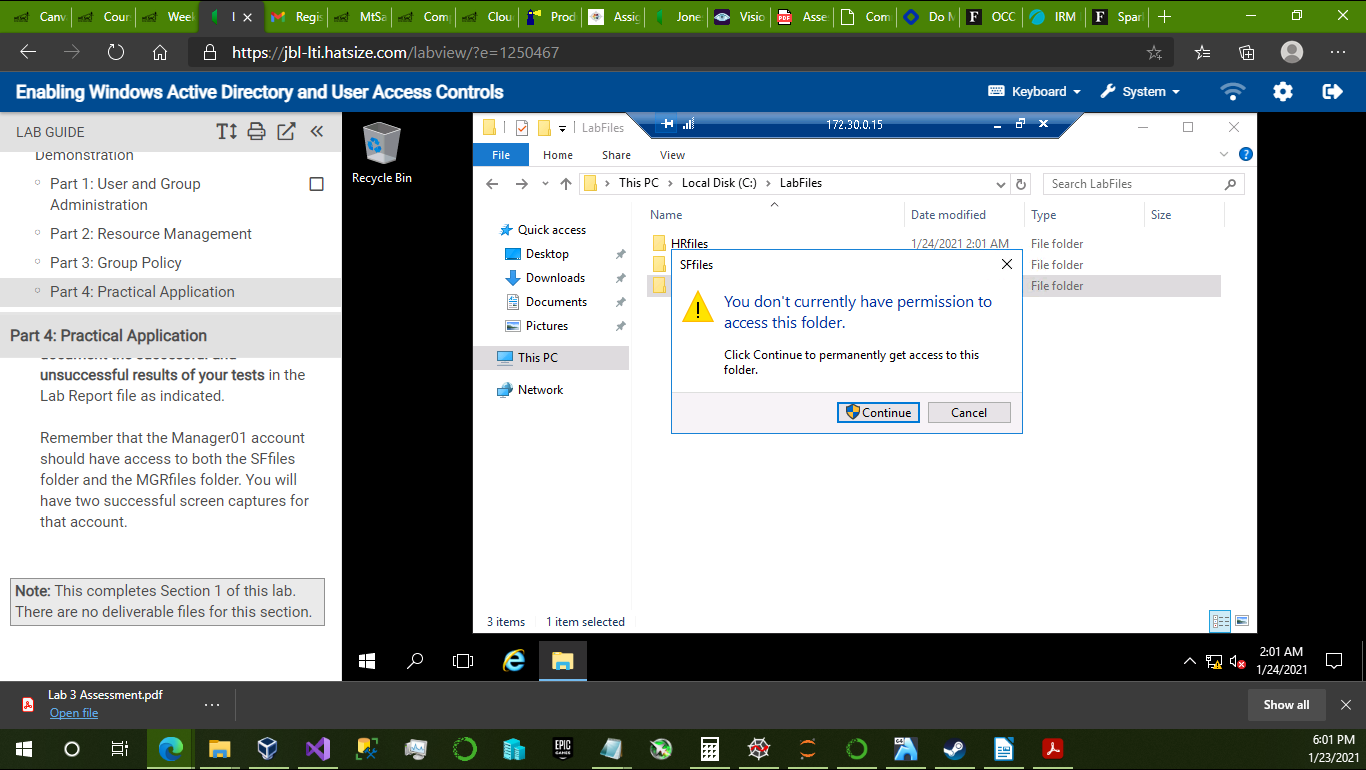 Canv
Cour
Week
I
Regis
MtSa
Com
Clou
Prod
Assig
Jone
Visio
Asse
Com
Do M
OCC
IRM
Spar
https://jbl-lti.hatsize.com/labview/?e=1250467
Enabling Windows Active Directory and User Access Controls
Keyboard
System
LAB GUIDE
Demonstration
Part 1: User and Group
Administration
Part 2: Resource Management
Part 3: Group Policy
Part 4: Practical Application
Part 4: Practical Application
document the successful and
unsuccessful results of your tests in the
Lab Report file as indicated.
Remember that the Manager01 account
should have access to both the SFfiles
folder and the MGRfiles folder. You will
have two successful screen captures for
that account.
Note: This completes Section 1 of this lab.
There are no deliverable files for this section.
Recycle Bin
LabFiles
172.30.0.15
File
Home
Share
View
This PC
Local Disk (C:)
LabFiles
Search LabFiles
Quick access
Desktop
Downloads
Documents
Pictures
This PC
Network
Name
Date modified
Type
Size
HRfiles
1/24/2021 2:01 AM
File folder
File folder
File folder
SFfiles
You don't currently have permission to
access this folder.
Click Continue to permanently get access to this
folder.
Continue
Cancel
3 items
1 item selected
2:01 AM
1/24/2021
Lab 3 Assessment.pdf
Open file
Show all
EPIC
GAMES
6:01 PM
1/23/2021